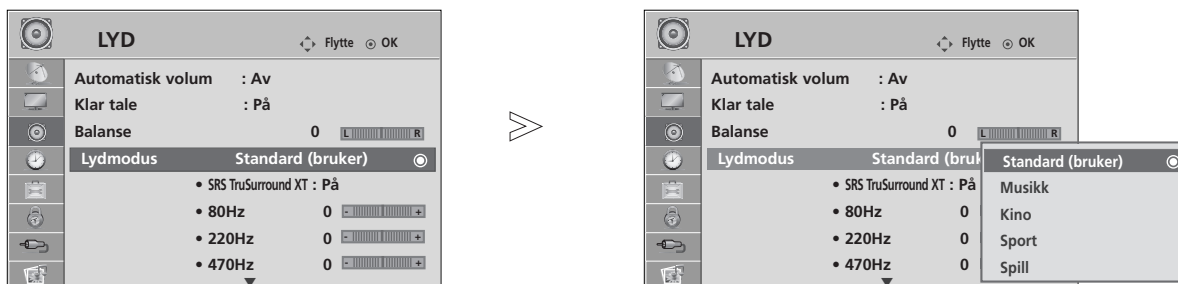 LYD
Flytte OK
Automatisk volum : Av
Klar tale : På
Balanse 0 L R
Lydmodus Standard (bruker)
• SRS TruSurround XT : På
• 80Hz 0 - +
• 220Hz 0 - +
• 470Hz 0 - +
LYD
Flytte OK
Automatisk volum : Av
Klar tale : På
Balanse 0 L R
Lydmodus Standard (bruk
• SRS TruSurround XT : På
• 80Hz 0
• 220Hz 0
• 470Hz 0
Standard (bruker)
Musikk
Kino
Sport
Spill